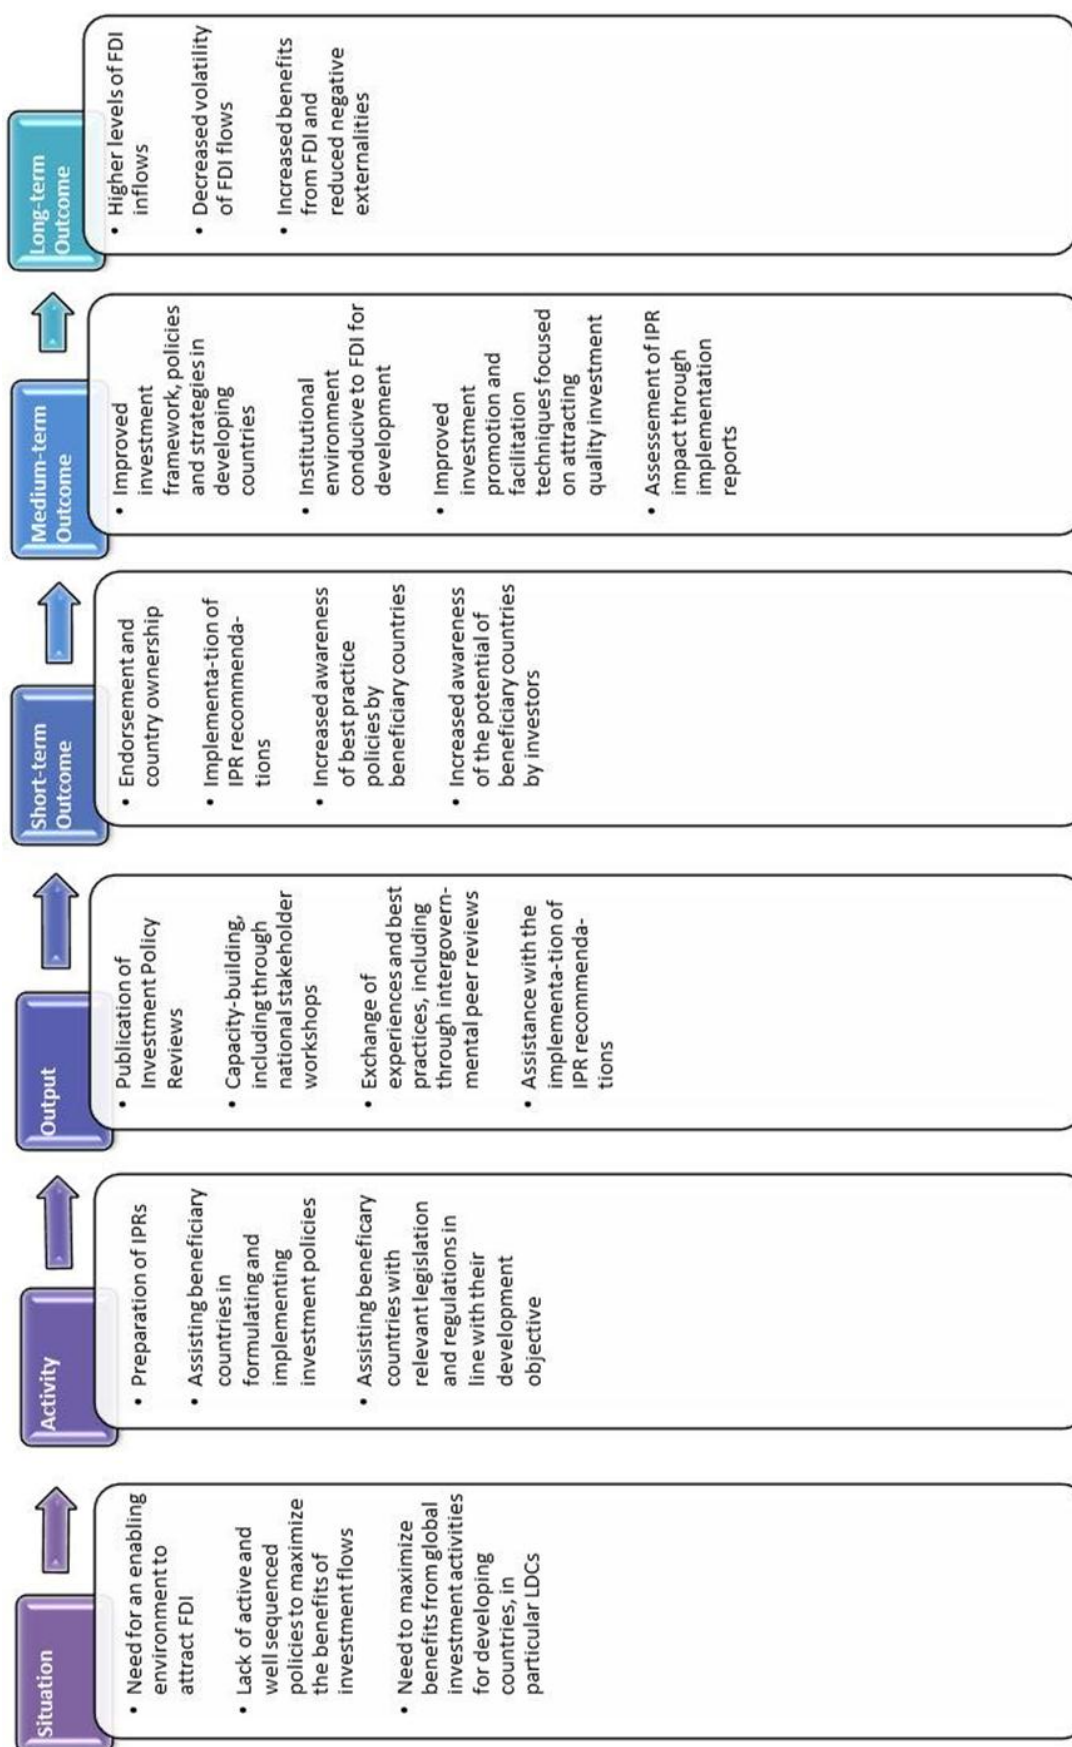 Situation
• Need for an enabling
environment to
attract FDI
• Lack of active and
well sequenced
policies to maximize
the benefits of
investment flows
• Need to maximize
benefits from global
investment activities
for developing
countries, in
particular LDCs
Activity
• Preparation of IPRs
• Assisting beneficiary
countries in
formulating and
implementing
investment policies
• Assisting beneficary
countries with
relevant legislation
and regulations in
line with their
development
objective
Output
• Publication of
Investment Policy
Reviews
• Capacity-building,
including through
national stakeholder
workshops
• Exchange of
experiences and best
practices, including
through intergovern-
mental peer reviews
• Assistance with the
implementa-tion of
IPR recommenda-
tions
Short-term
Outcome
• Endorsement and
country ownership
• Implementa-tion of
IPR recommenda-
tions
• Increased awareness
of best practice
policies by
beneficiary countries
• Increased awareness
of the potential of
beneficiary countries
by investors
Medium-term
Outcome
• Improved
investment
framework, policies
and strategies in
developing
countries
• Institutional
environment
conducive to FDI for
development
• Improved
investment
promotion and
facilitation
techniques focused
on attracting
quality investment
• Assessement of IPR
impact through
implementation
reports
Long-term
Outcome
• Higher levels of FDI
inflows
• Decreased volatility
of FDI flows
• Increased benefits
from FDI and
reduced negative
externalities